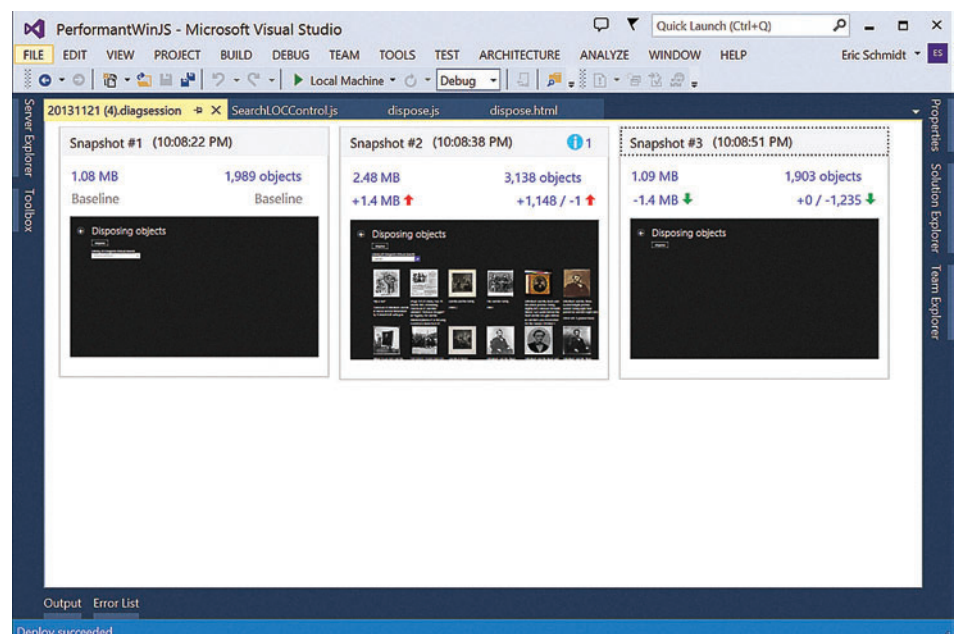 PerformantWinJS - Microsoft Visual Studio
Quick Launch (Ctrl+Q)
FILE EDIT VIEW PROJECT BUILD DEBUG TEAM TOOLS TEST ARCHITECTURE ANALYZE WINDOW HELP Eric Schmidt ES
Local Machine Debug
Server Explorer
Toolbox
20131121 (4).diagsession SearchLOCControl.js dispose.js dispose.html
Snapshot #1 (10:08:22 PM)
1.08 MB 1,989 objects
Baseline Baseline
Disposing objects
Snapshot #2 (10:08:38 PM) 1
2.48 MB 3,138 objects
+1.4 MB +1,148 / -1
Disposing objects
Snapshot #3 (10:08:51 PM)
1.09 MB 1,903 objects
-1.4 MB +0 / -1,235
Disposing objects
Properties
Solution Explorer
Team Explorer
Output Error List
Deploy succeeded